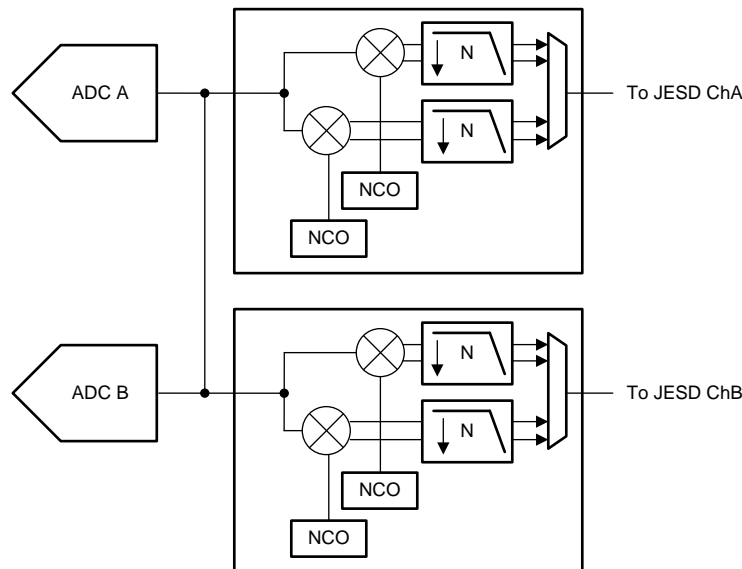 N
ADC A
To JESD ChA
N
NCO
NCO
N
ADC B
To JESD ChB
N
NCO
NCO